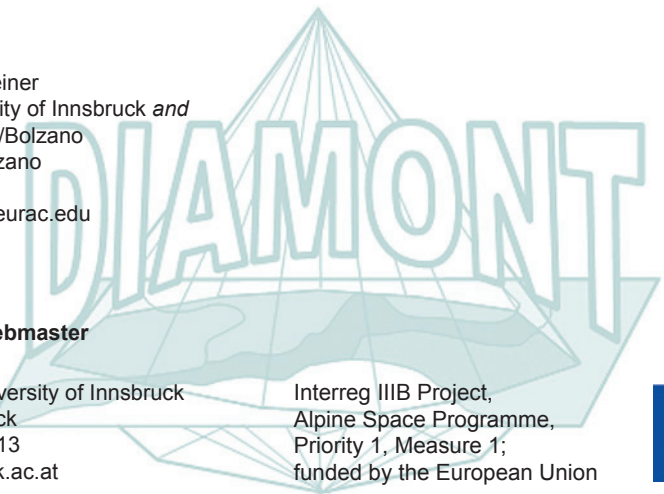 einer
ity of Innsbruck and
/Bolzano
zano
eurac.edu
DIAMONT
ebmaster
versity of Innsbruck
ck
13
k.ac.at
Interreg IIIB Project,
Alpine Space Programme,
Priority 1, Measure 1;
funded by the European Union